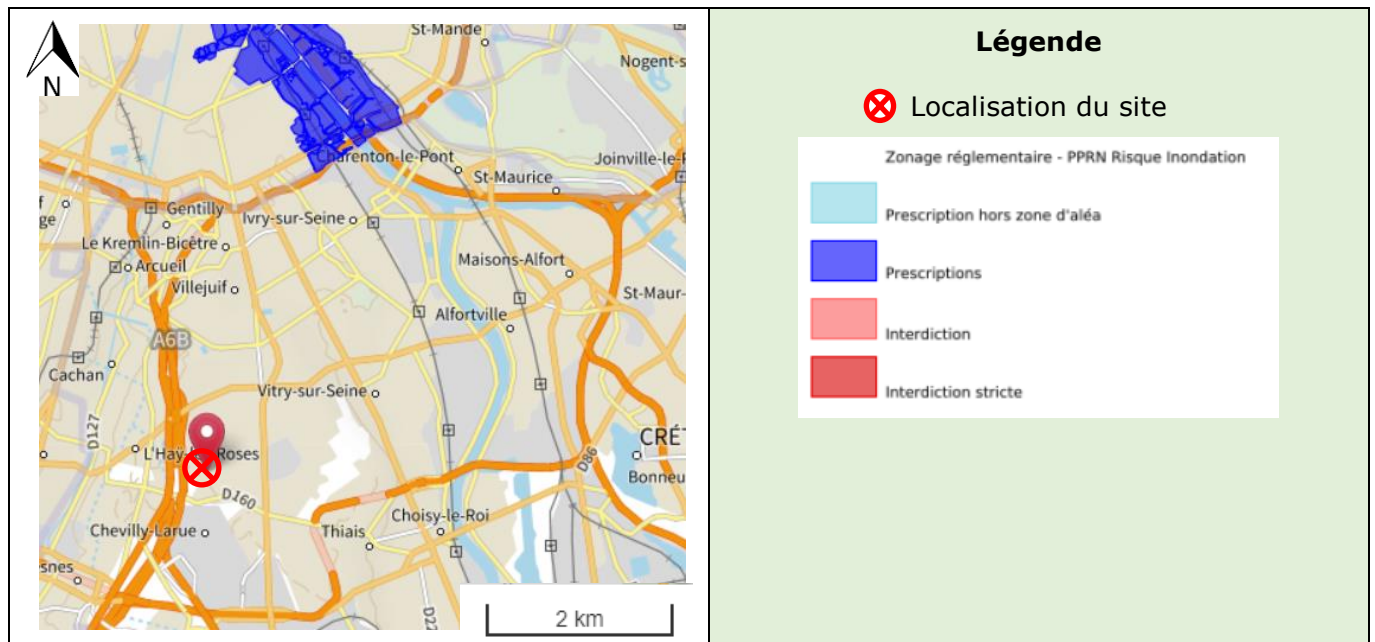 N
St-Mandé
Nogent-s
Charenton-le-Pont
Joinville-le-P
St-Maurice
Gentilly
Ivry-sur-Seine
ge
Le Kremlin-Bicêtre
Arcueil
Maisons-Alfort
Villejuif
St-Maur-
Alfortville
A6B
Cachan
Vitry-sur-Seine
D127
CRÉT
L'Haÿ-les-Roses
D86
Bonneu
D160
Choisy-le-Roi
Chevilly-Larue
Thiais
snes
D22
2 km
Légende
Localisation du site
Zonage réglementaire - PPRN Risque Inondation
Prescription hors zone d'aléa
Prescriptions
Interdiction
Interdiction stricte